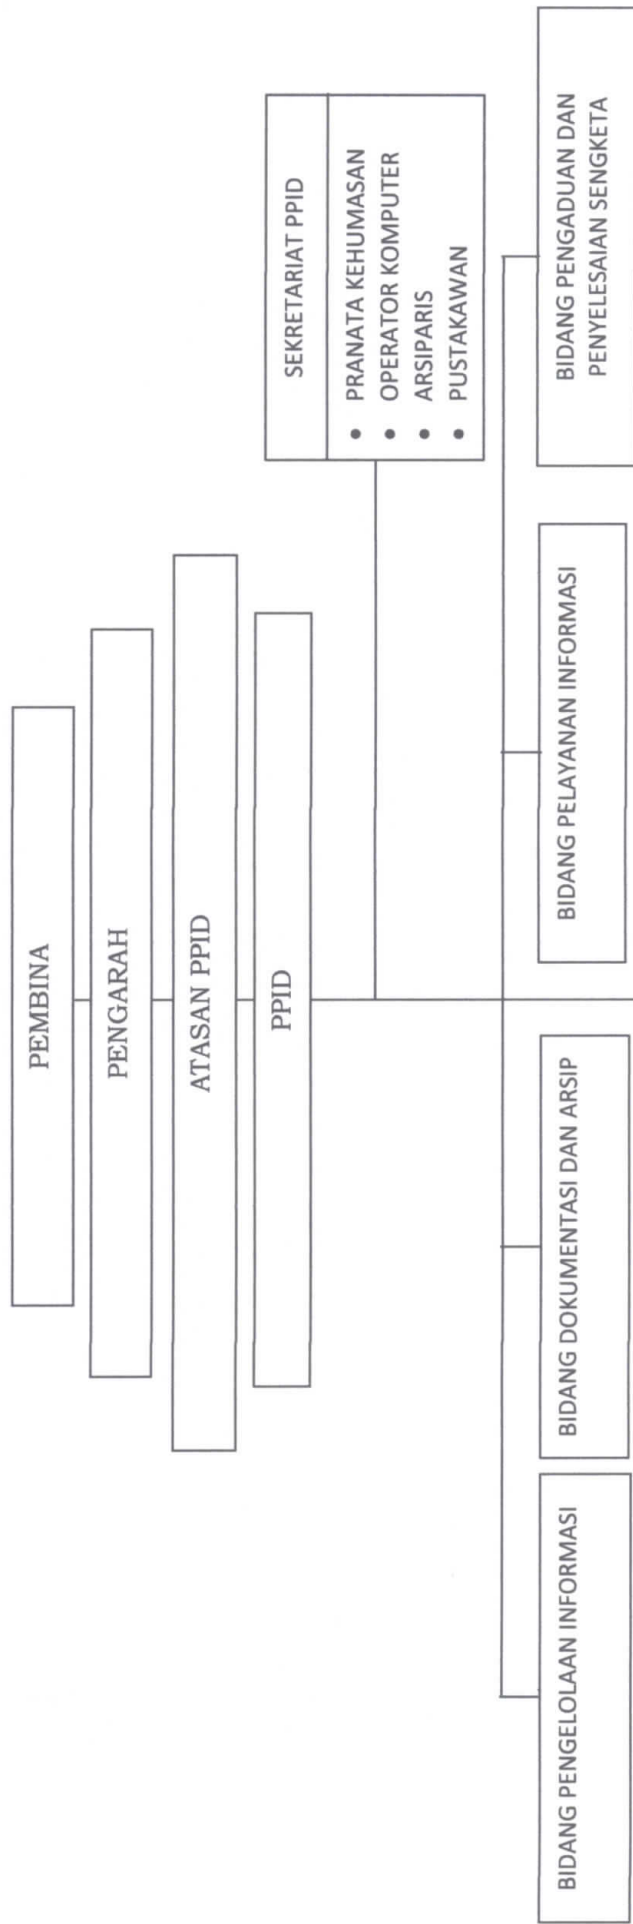 PEMBINA
PENGARAH
ATASAN PPID
PPID
SEKRETARIAT PPID
• PRANATA KEHUMASAN
• OPERATOR KOMPUTER
• ARSIPARIS
• PUSTAKAWAN
BIDANG PENGELOLAAN INFORMASI
BIDANG DOKUMENTASI DAN ARSIP
BIDANG PELAYANAN INFORMASI
BIDANG PENGADUAN DAN
PENYELESAIAN SENGKETA